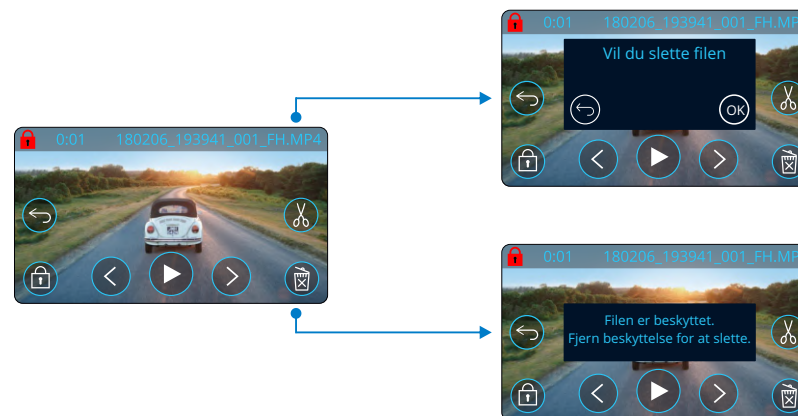 0:01 180206_193941_001_FH.MP4
Vil du slette filen
OK
0:01 180206_193941_001_FH.MP4
0:01 180206_193941_001_FH.MP
Filen er beskyttet.
Fjern beskyttelse for at slette.